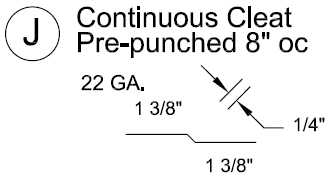 J
Continuous Cleat
Pre-punched 8" oc
22 GA.
1 3/8"
1/4"
1 3/8"